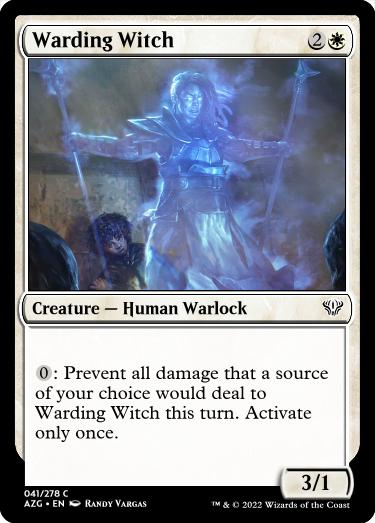 Warding Witch 2
Creature — Human Warlock
0: Prevent all damage that a source
of your choice would deal to
Warding Witch this turn. Activate
only once.
3/1
041/278 C
AZG • EN Randy Vargas ™ & © 2022 Wizards of the Coast